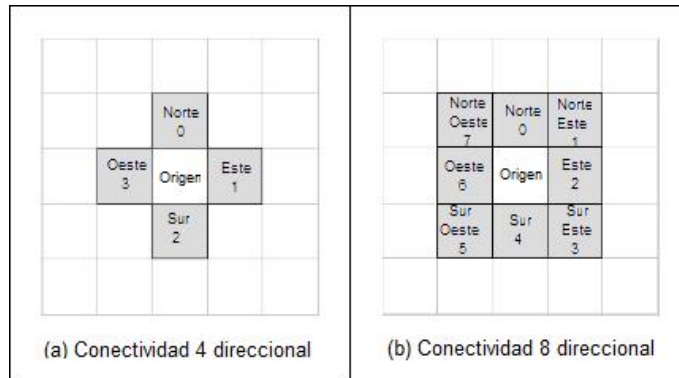 Norte
0
Oeste
3
Origen
Este
1
Sur
2
(a) Conectividad 4 direccional
Norte
Oeste
7
Norte
0
Norte
Este
1
Oeste
6
Origen
Este
2
Sur
Oeste
5
Sur
4
Sur
Este
3
(b) Conectividad 8 direccional